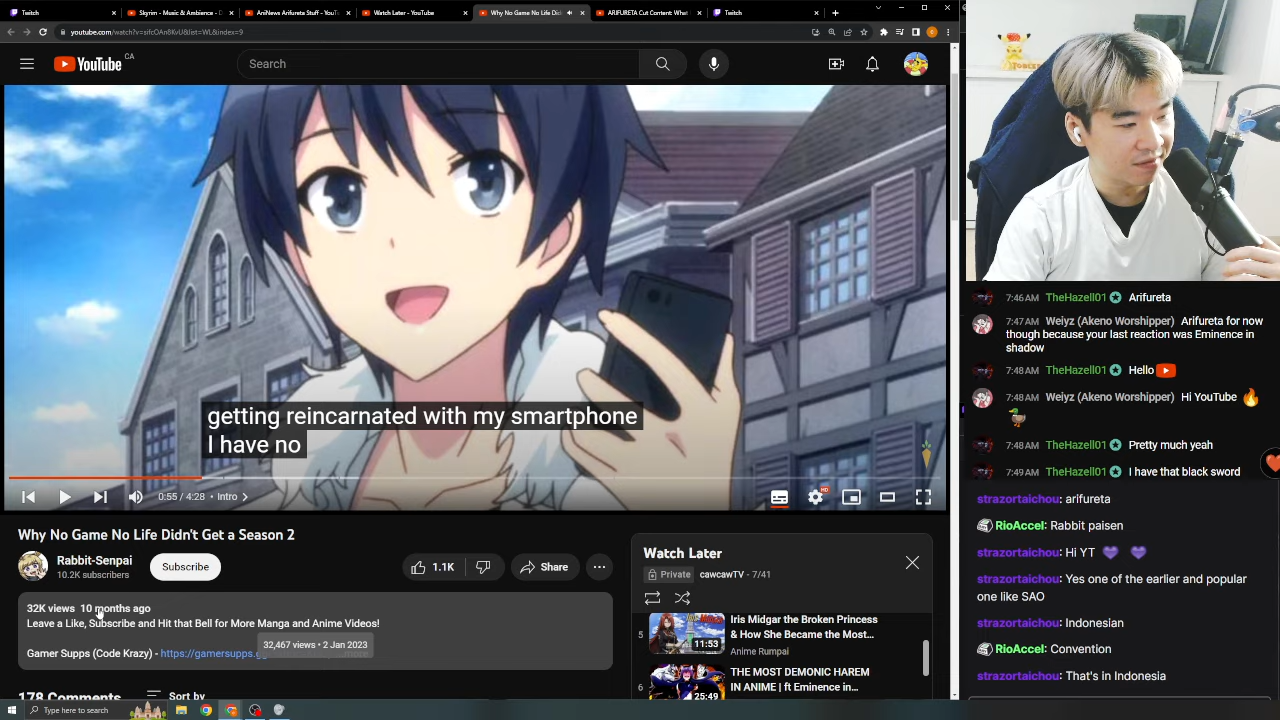 Twitch
Skyrim - Music & Ambience - D
AniNews Arifureta Stuff - YouT
Watch Later - YouTube
Why No Game No Life Did
ARIFURETA Cut Content: What
Twitch
youtube.com/watch?v=sifcOAn8KvU&list=WL&index=9
YouTube CA
Search
getting reincarnated with my smartphone
I have no
0:55 / 4:28 • Intro
HD
Why No Game No Life Didn't Get a Season 2
Rabbit-Senpai
10.2K subscribers
Subscribe
1.1K
Share
32K views 10 months ago
Leave a Like, Subscribe and Hit that Bell for More Manga and Anime Videos!
32,467 views • 2 Jan 2023
Gamer Supps (Code Krazy) - https://gamersupps.gg
178 Comments
Sort by
Watch Later
Private
cawcawTV - 7/41
5
11:53
Iris Midgar the Broken Princess
& How She Became the Most...
Anime Rumpai
6
25:49
THE MOST DEMONIC HAREM
IN ANIME | ft Eminence in...
7:46 AM TheHazell01 Arifureta
7:47 AM Weiyz (Akeno Worshipper) Arifureta for now
though because your last reaction was Eminence in
shadow
7:48 AM TheHazell01 Hello
7:48 AM Weiyz (Akeno Worshipper) Hi YouTube
7:48 AM TheHazell01 Pretty much yeah
7:49 AM TheHazell01 I have that black sword
strazortaichou: arifureta
RioAccel: Rabbit paisen
strazortaichou: Hi YT
strazortaichou: Yes one of the earlier and popular
one like SAO
strazortaichou: Indonesian
RioAccel: Convention
strazortaichou: That's in Indonesia
Type here to search